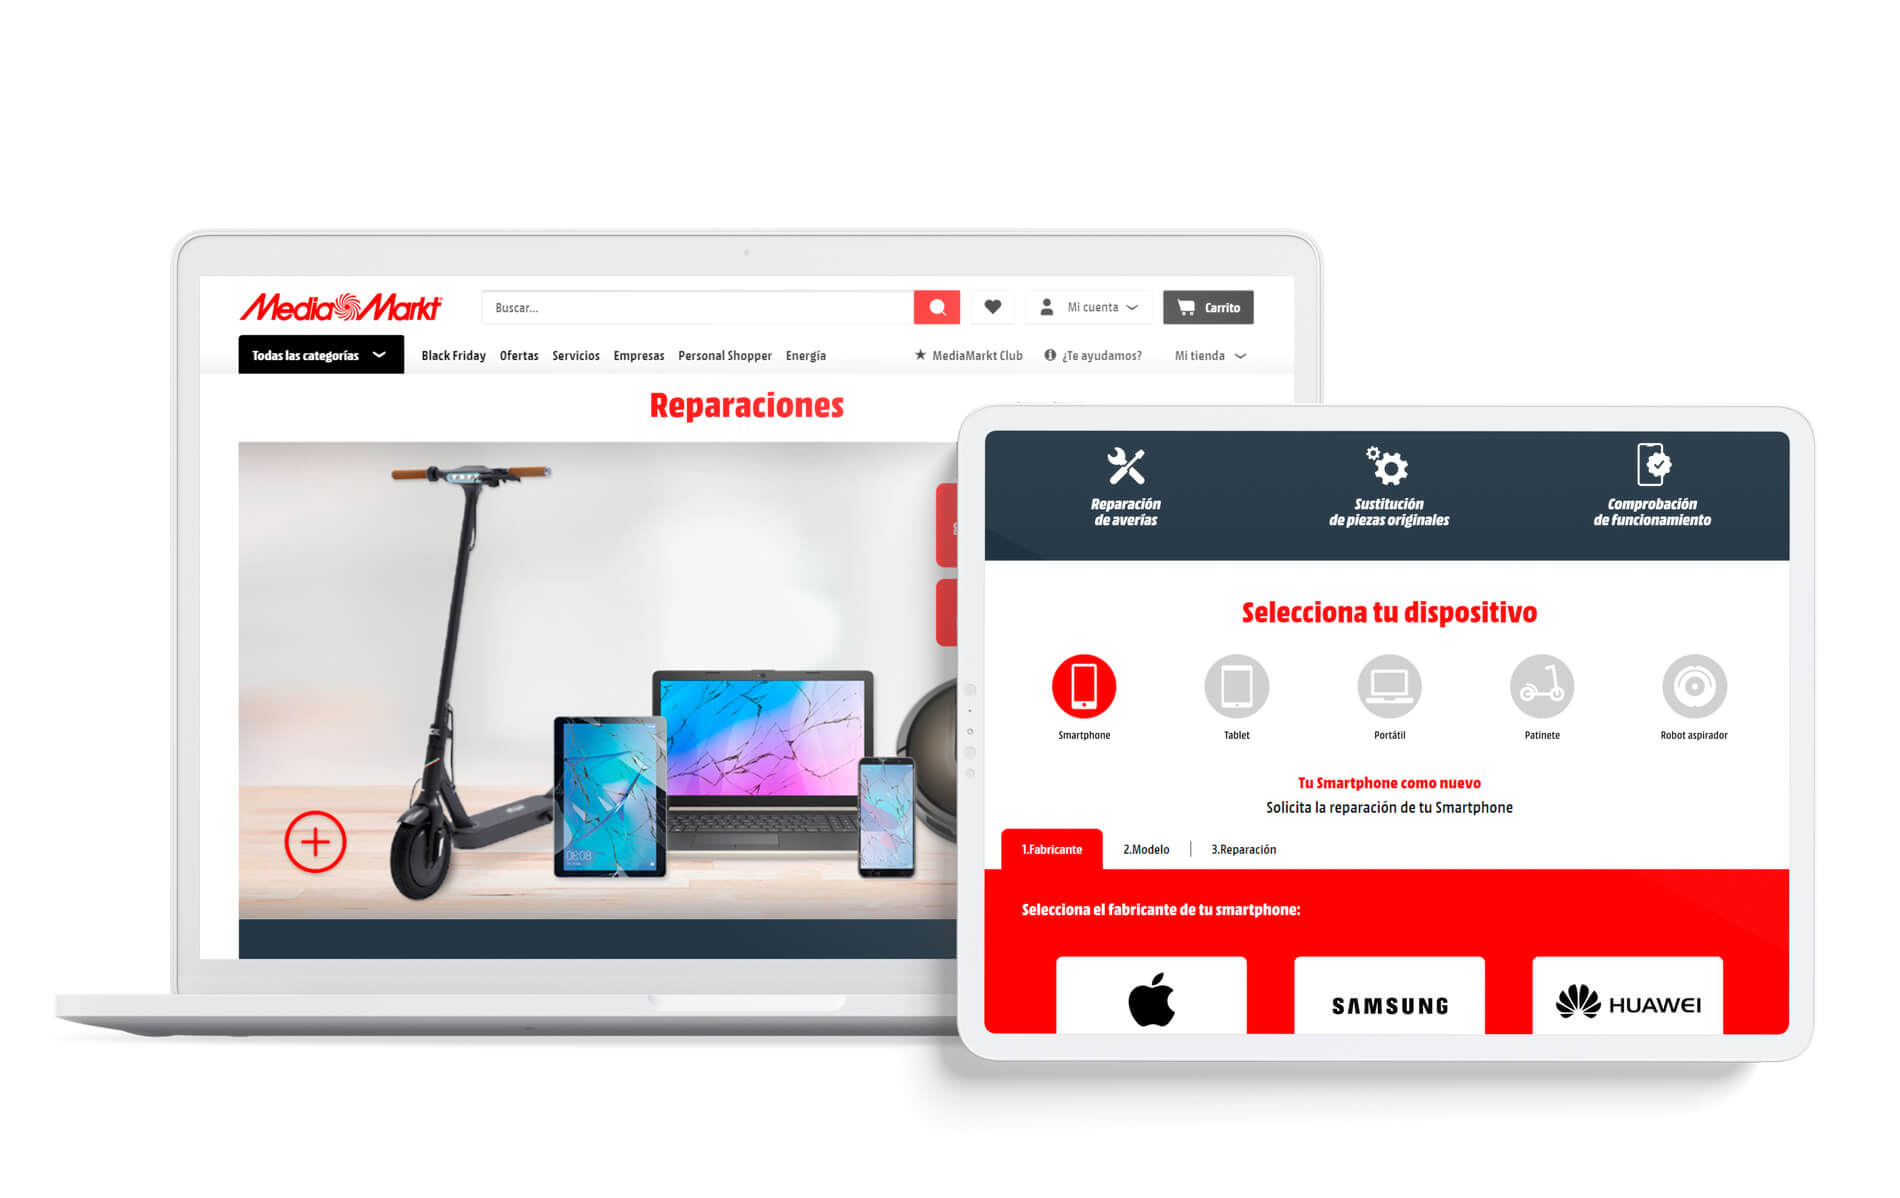 MediaMarkt
Buscar...
Mi cuenta
Carrito
Todas las categorías
Black Friday
Ofertas
Servicios
Empresas
Personal Shopper
Energía
MediaMarkt Club
¿Te ayudamos?
Mi tienda
Reparaciones
08:08
Reparación
de averías
Sustitución
de piezas originales
Comprobación
de funcionamiento
Selecciona tu dispositivo
Smartphone
Tablet
Portátil
Patinete
Robot aspirador
Tu Smartphone como nuevo
Solicita la reparación de tu Smartphone
1.Fabricante
2.Modelo
3.Reparación
Selecciona el fabricante de tu smartphone:
SAMSUNG
HUAWEI